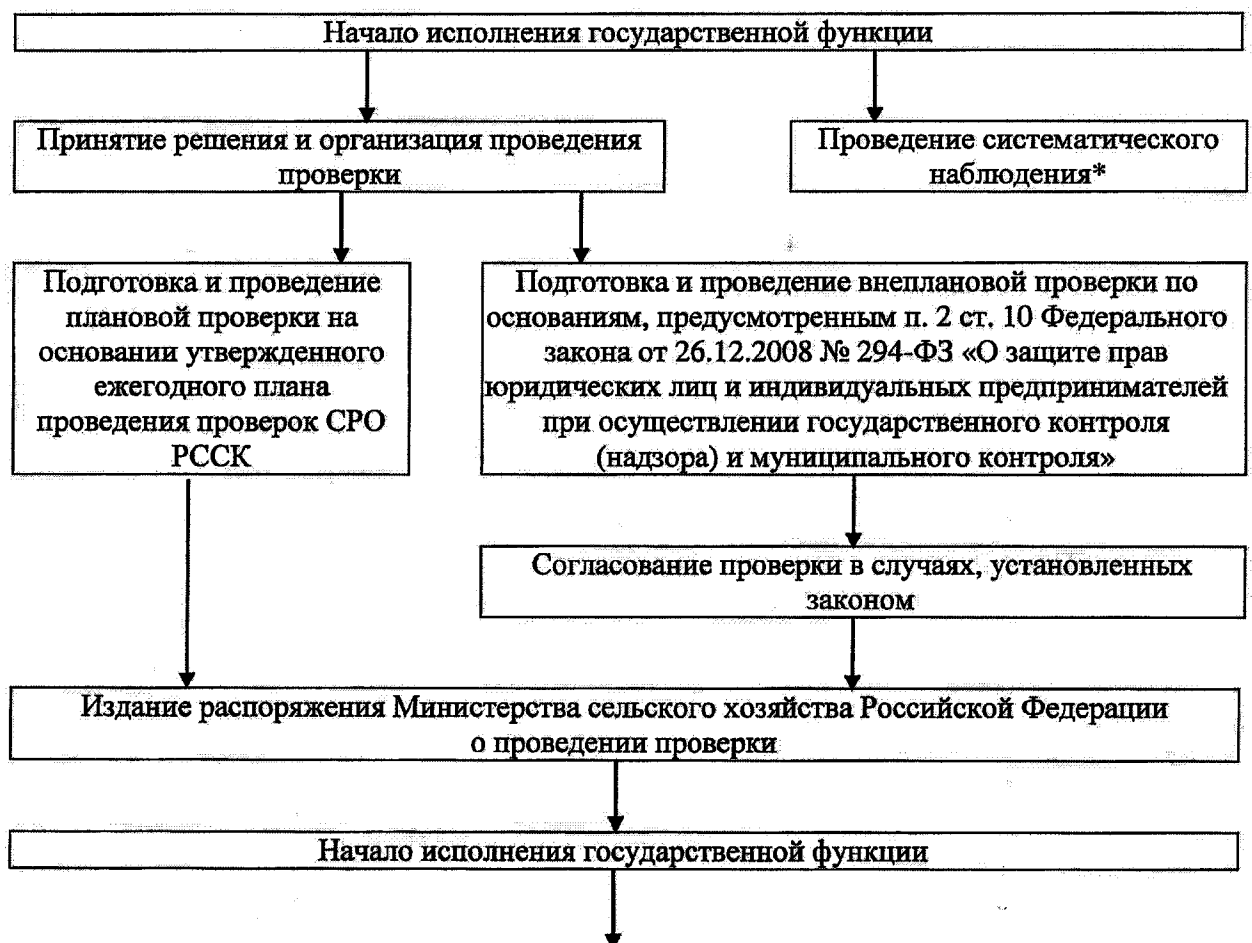 Начало исполнения государственной функции
Принятие решения и организация проведения
проверки
Проведение систематического
наблюдения*
Подготовка и проведение
плановой проверки на
основании утвержденного
ежегодного плана
проведения проверок СРО
РССК
Подготовка и проведение внеплановой проверки по
основаниям, предусмотренным п. 2 ст. 10 Федерального
закона от 26.12.2008 № 294-ФЗ «О защите прав
юридических лиц и индивидуальных предпринимателей
при осуществлении государственного контроля
(надзора) и муниципального контроля»
Согласование проверки в случаях, установленных
законом
Издание распоряжения Министерства сельского хозяйства Российской Федерации
о проведении проверки
Начало исполнения государственной функции